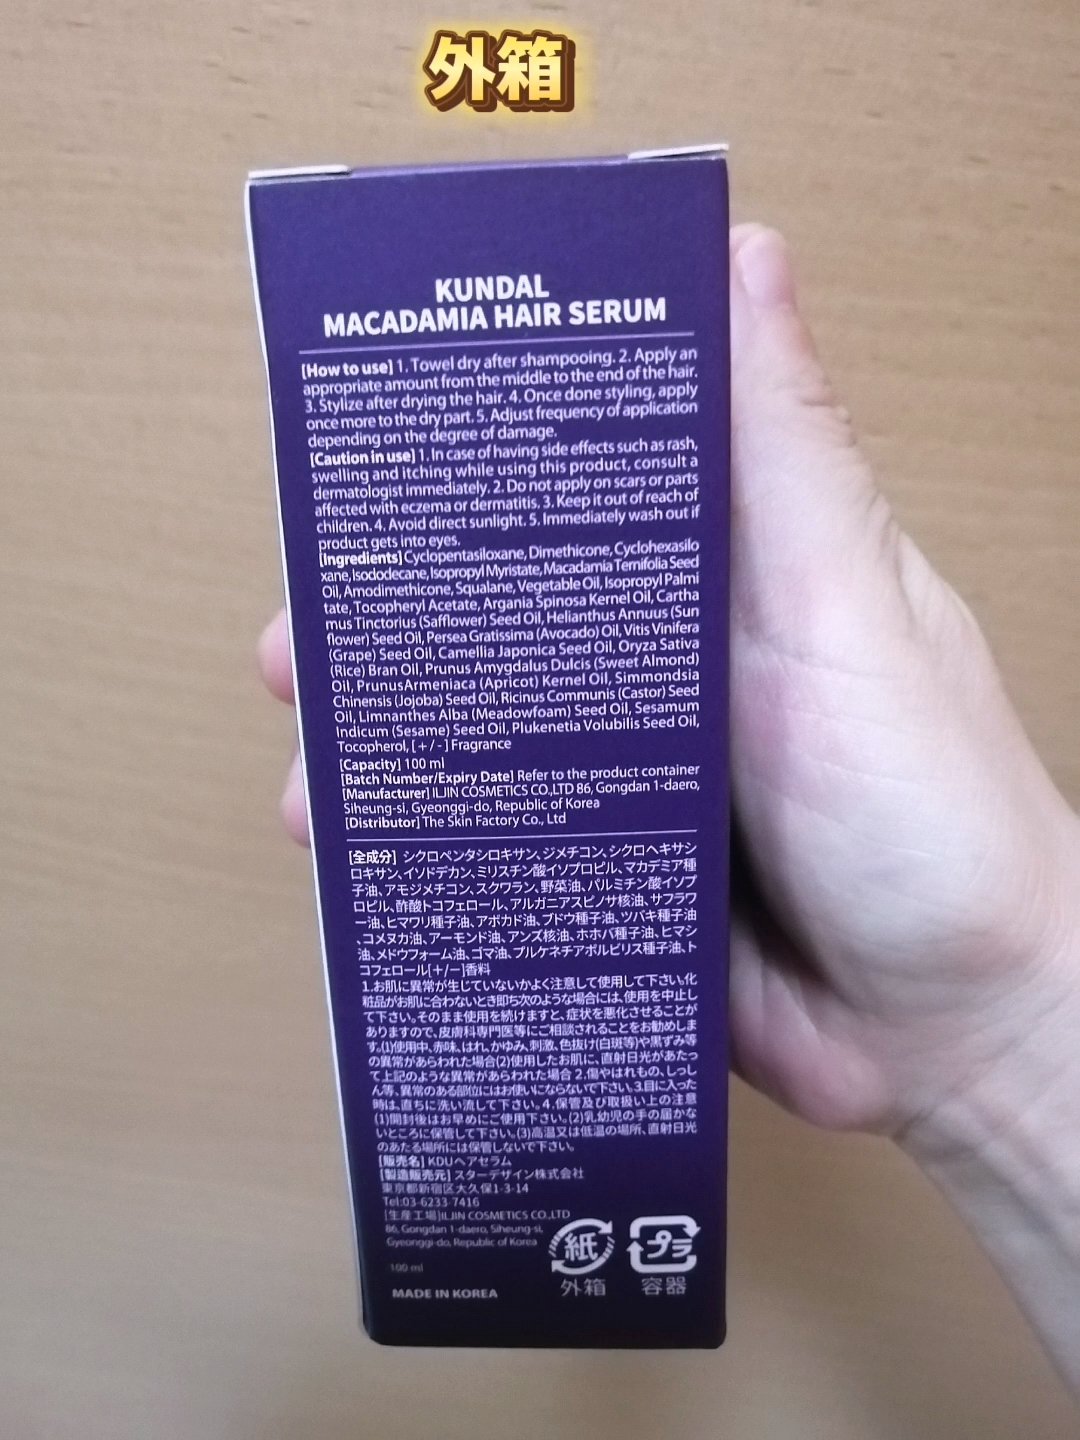 外箱
KUNDAL
MACADAMIA HAIR SERUM
[How to use] 1. Towel dry after shampooing. 2. Apply an
appropriate amount from the middle to the end of the hair.
3. Stylize after drying the hair. 4. Once done styling, apply
once more to the dry part. 5. Adjust frequency of application
depending on the degree of damage.
[Caution in use] 1. In case of having side effects such as rash,
swelling and itching while using this product, consult a
dermatologist immediately. 2. Do not apply on scars or parts
affected with eczema or dermatitis. 3. Keep it out of reach of
children. 4. Avoid direct sunlight. 5. Immediately wash out if
product gets into eyes.
[Ingredients] Cyclopentasiloxane, Dimethicone, Cyclohexasilo
xane, Isododecane, Isopropyl Myristate, Macadamia Ternifolia Seed
Oil, Amodimethicone, Squalane, Vegetable Oil, Isopropyl Palmi
tate, Tocopheryl Acetate, Argania Spinosa Kernel Oil, Cartha
mus Tinctorius (Safflower) Seed Oil, Helianthus Annuus (Sun
flower) Seed Oil, Persea Gratissima (Avocado) Oil, Vitis Vinifera
(Grape) Seed Oil, Camellia Japonica Seed Oil, Oryza Sativa
(Rice) Bran Oil, Prunus Amygdalus Dulcis (Sweet Almond)
Oil, PrunusArmeniaca (Apricot) Kernel Oil, Simmondsia
Chinensis (Jojoba) Seed Oil, Ricinus Communis (Castor) Seed
Oil, Limnanthes Alba (Meadowfoam) Seed Oil, Sesamum
Indicum (Sesame) Seed Oil, Plukenetia Volubilis Seed Oil,
Tocopherol, [+/-] Fragrance
[Capacity] 100 ml
[Batch Number/Expiry Date] Refer to the product container
[Manufacturer] ILJIN COSMETICS CO.,LTD 86, Gongdan 1-daero,
Siheung-si, Gyeonggi-do, Republic of Korea
[Distributor] The Skin Factory Co., Ltd
[全成分] シクロペンタシロキサン、ジメチコン、シクロヘキサシ
ロキサン、イソドデカン、ミリスチン酸イソプロピル、マカデミア種
子油、アモジメチコン、スクワラン、野菜油、パルミチン酸イソプ
ロピル、酢酸トコフェロール、アルガニアスピノサ核油、サフラワ
ー油、ヒマワリ種子油、アボカド油、ブドウ種子油、ツバキ種子油
、コメヌカ油、アーモンド油、アンズ核油、ホホバ種子油、ヒマシ
油、メドウフォーム油、ゴマ油、プルケネチアボルビリス種子油、ト
コフェロール[+/−]香料
1.お肌に異常が生じていないかよく注意して使用して下さい。化
粧品がお肌に合わないとき即ち次のような場合には、使用を中止し
て下さい。そのまま使用を続けますと、症状を悪化させることが
ありますので、皮膚科専門医等にご相談されることをお勧めしま
す。(1)使用中、赤味、はれ、かゆみ、刺激、色抜け(白斑等)や黒ずみ等
の異常があらわれた場合(2)使用したお肌に、直射日光があたっ
て上記のような異常があらわれた場合 2.傷やはれもの、しっし
ん等、異常のある部位にはお使いにならないで下さい。3.目に入った
時は、直ちに洗い流して下さい。4.保管及び取扱い上の注意
(1)開封後はお早めにご使用下さい。(2)乳幼児の手の届かな
いところに保管して下さい。(3)高温又は低温の場所、直射日光
のあたる場所には保管しないで下さい。
[販売名] KDUヘアセラム
[製造販売元] スターデザイン株式会社
東京都新宿区大久保1-3-14
Tel:03-6233-7416
[生産工場]ILJIN COSMETICS CO.,LTD
86, Gongdan 1-daero, Siheung-si,
Gyeonggi-do, Republic of Korea
100 ml
MADE IN KOREA
紙
外箱
プラ
容器